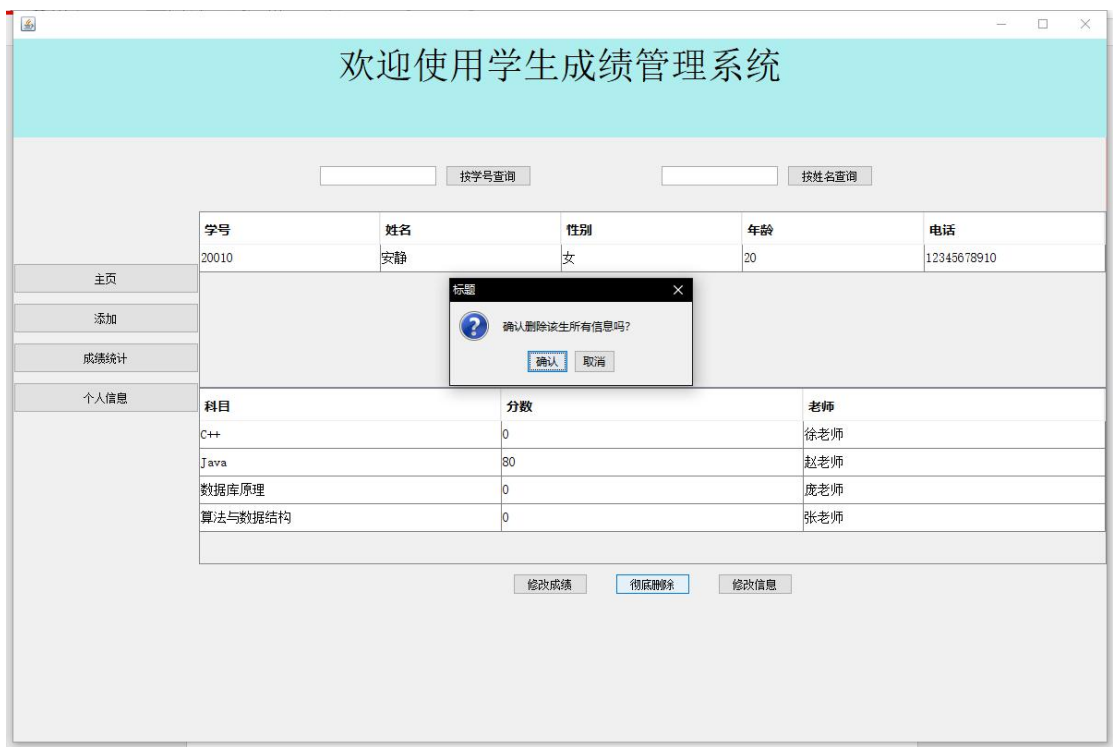 欢迎使用学生成绩管理系统
按学号查询 按姓名查询
学号 姓名 性别 年龄 电话
20010 安静 女 20 12345678910
主页
添加
成绩统计
个人信息
标题
确认删除该生所有信息吗?
确认 取消
科目 分数 老师
C++ 0 徐老师
Java 80 赵老师
数据库原理 0 庞老师
算法与数据结构 0 张老师
修改成绩 彻底删除 修改信息